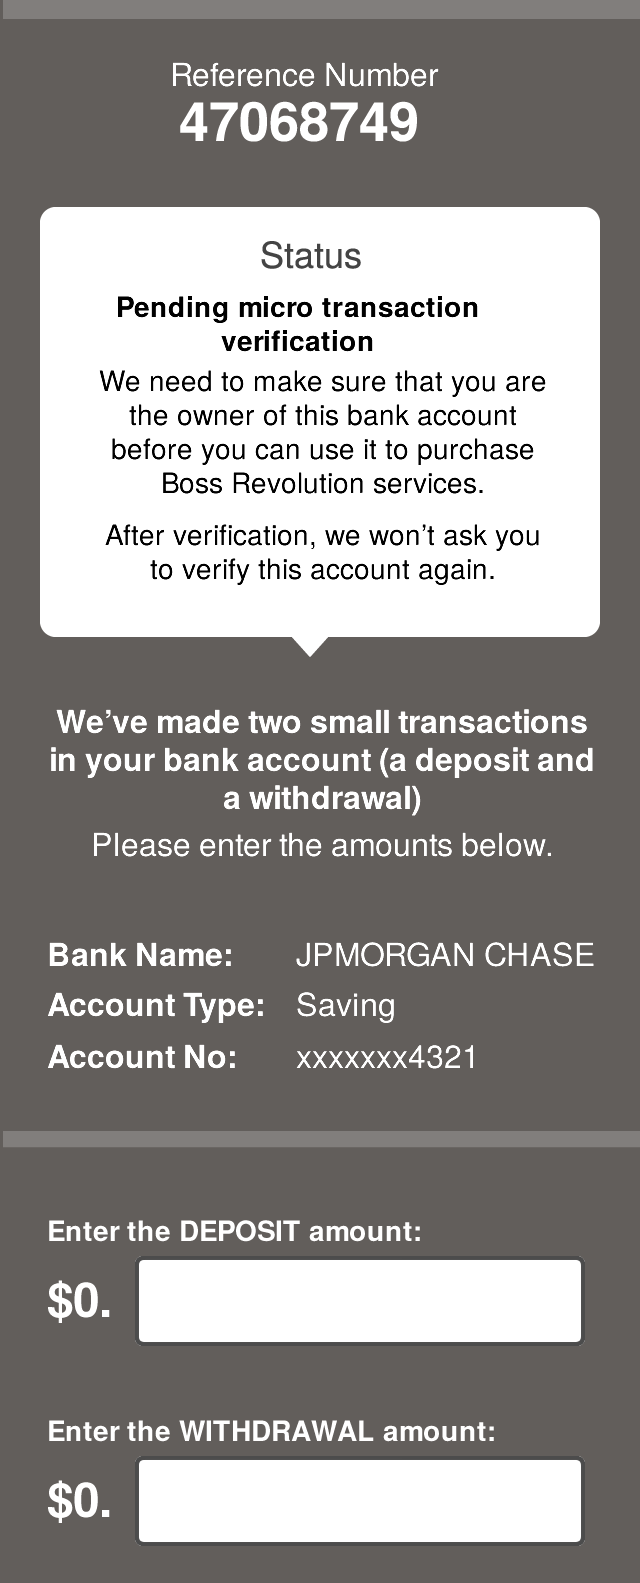 Reference Number
47068749
Status
Pending micro transaction
verification
We need to make sure that you are
the owner of this bank account
before you can use it to purchase
Boss Revolution services.
After verification, we won’t ask you
to verify this account again.
We’ve made two small transactions
in your bank account (a deposit and
a withdrawal)
Please enter the amounts below.
Bank Name: JPMORGAN CHASE
Account Type: Saving
Account No: xxxxxxx4321
Enter the DEPOSIT amount:
$0.
Enter the WITHDRAWAL amount:
$0.